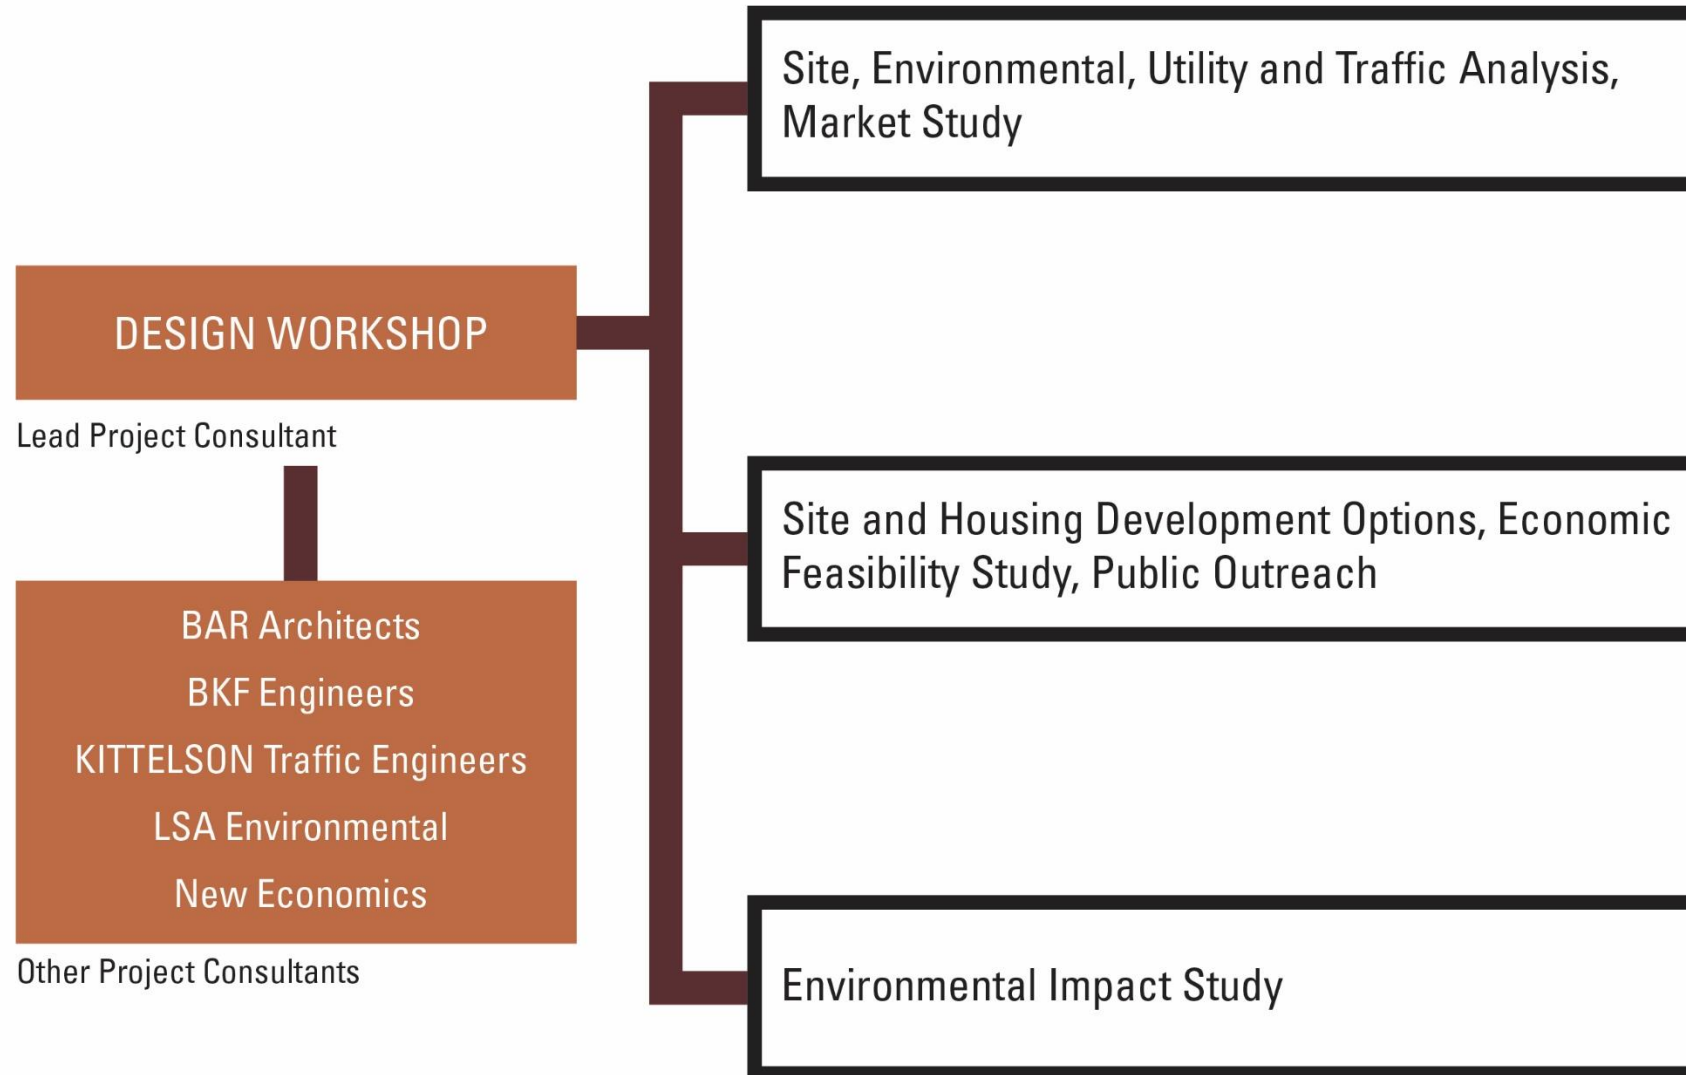 DESIGN WORKSHOP
Lead Project Consultant
BAR Architects
BKF Engineers
KITTELSON Traffic Engineers
LSA Environmental
New Economics
Other Project Consultants
Site, Environmental, Utility and Traffic Analysis,
Market Study
Site and Housing Development Options, Economic
Feasibility Study, Public Outreach
Environmental Impact Study